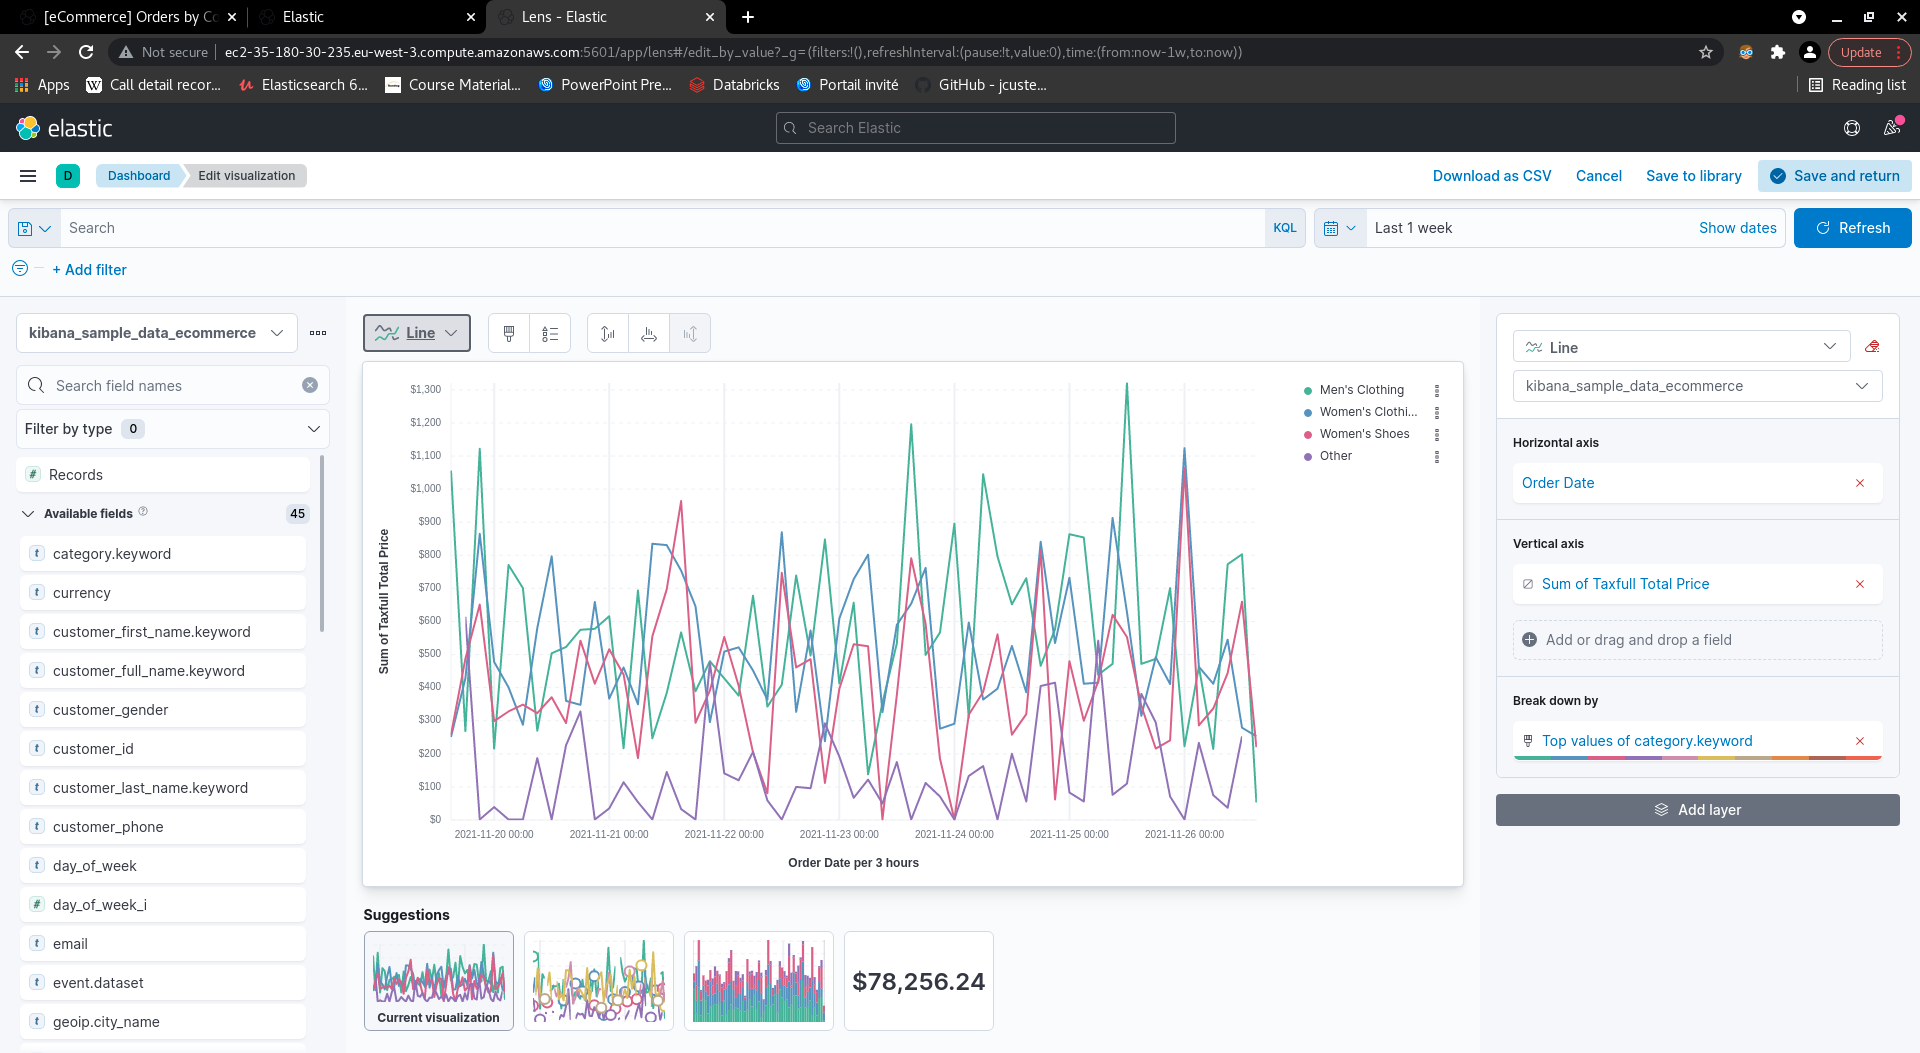 [eCommerce] Orders by Co
Elastic
Lens - Elastic
Not secure
ec2-35-180-30-235.eu-west-3.compute.amazonaws.com:5601/app/lens#/edit_by_value?_g=(filters:!(),refreshInterval:(pause:!t,value:0),time:(from:now-1w,to:now))
Update
Apps
Call detail recor...
Elasticsearch 6...
Course Material...
PowerPoint Pre...
Databricks
Portail invité
GitHub - jcuste...
Reading list
elastic
Search Elastic
D
Dashboard
Edit visualization
Download as CSV
Cancel
Save to library
Save and return
Search
KQL
Last 1 week
Show dates
Refresh
+ Add filter
kibana_sample_data_ecommerce
Search field names
Filter by type 0
# Records
Available fields
45
t category.keyword
t currency
t customer_first_name.keyword
t customer_full_name.keyword
t customer_gender
t customer_id
t customer_last_name.keyword
t customer_phone
t day_of_week
# day_of_week_i
t email
t event.dataset
t geoip.city_name
Line
$1,300
$1,200
$1,100
$1,000
$900
$800
$700
$600
$500
$400
$300
$200
$100
$0
Sum of Taxfull Total Price
2021-11-20 00:00
2021-11-21 00:00
2021-11-22 00:00
2021-11-23 00:00
2021-11-24 00:00
2021-11-25 00:00
2021-11-26 00:00
Order Date per 3 hours
Men's Clothing
Women's Clothi...
Women's Shoes
Other
Suggestions
Current visualization
$78,256.24
Line
kibana_sample_data_ecommerce
Horizontal axis
Order Date
Vertical axis
Sum of Taxfull Total Price
Add or drag and drop a field
Break down by
Top values of category.keyword
Add layer